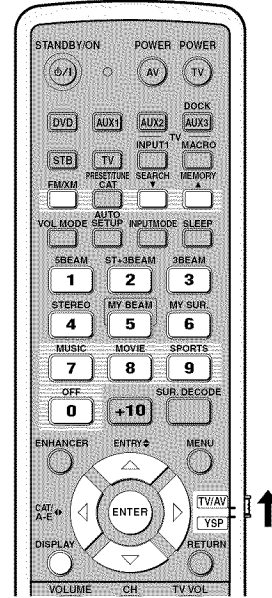 STANDBY/ON POWER POWER
⏻/I AV TV
DOCK
DVD AUX1 AUX2 AUX3
INPUT1 TV MACRO
STB TV
PRESET/TUNE SEARCH MEMORY
FM/XM CAT ▼ ▲
AUTO
VOL MODE SETUP INPUTMODE SLEEP
5BEAM ST+3BEAM 3BEAM
1 2 3
STEREO MY BEAM MY SUR.
4 5 6
MUSIC MOVIE SPORTS
7 8 9
OFF SUR. DECODE
0 +10
ENHANCER ENTRY MENU
CAT/
A-E
ENTER
TV/AV
YSP
DISPLAY RETURN
VOLUME CH TV VOL